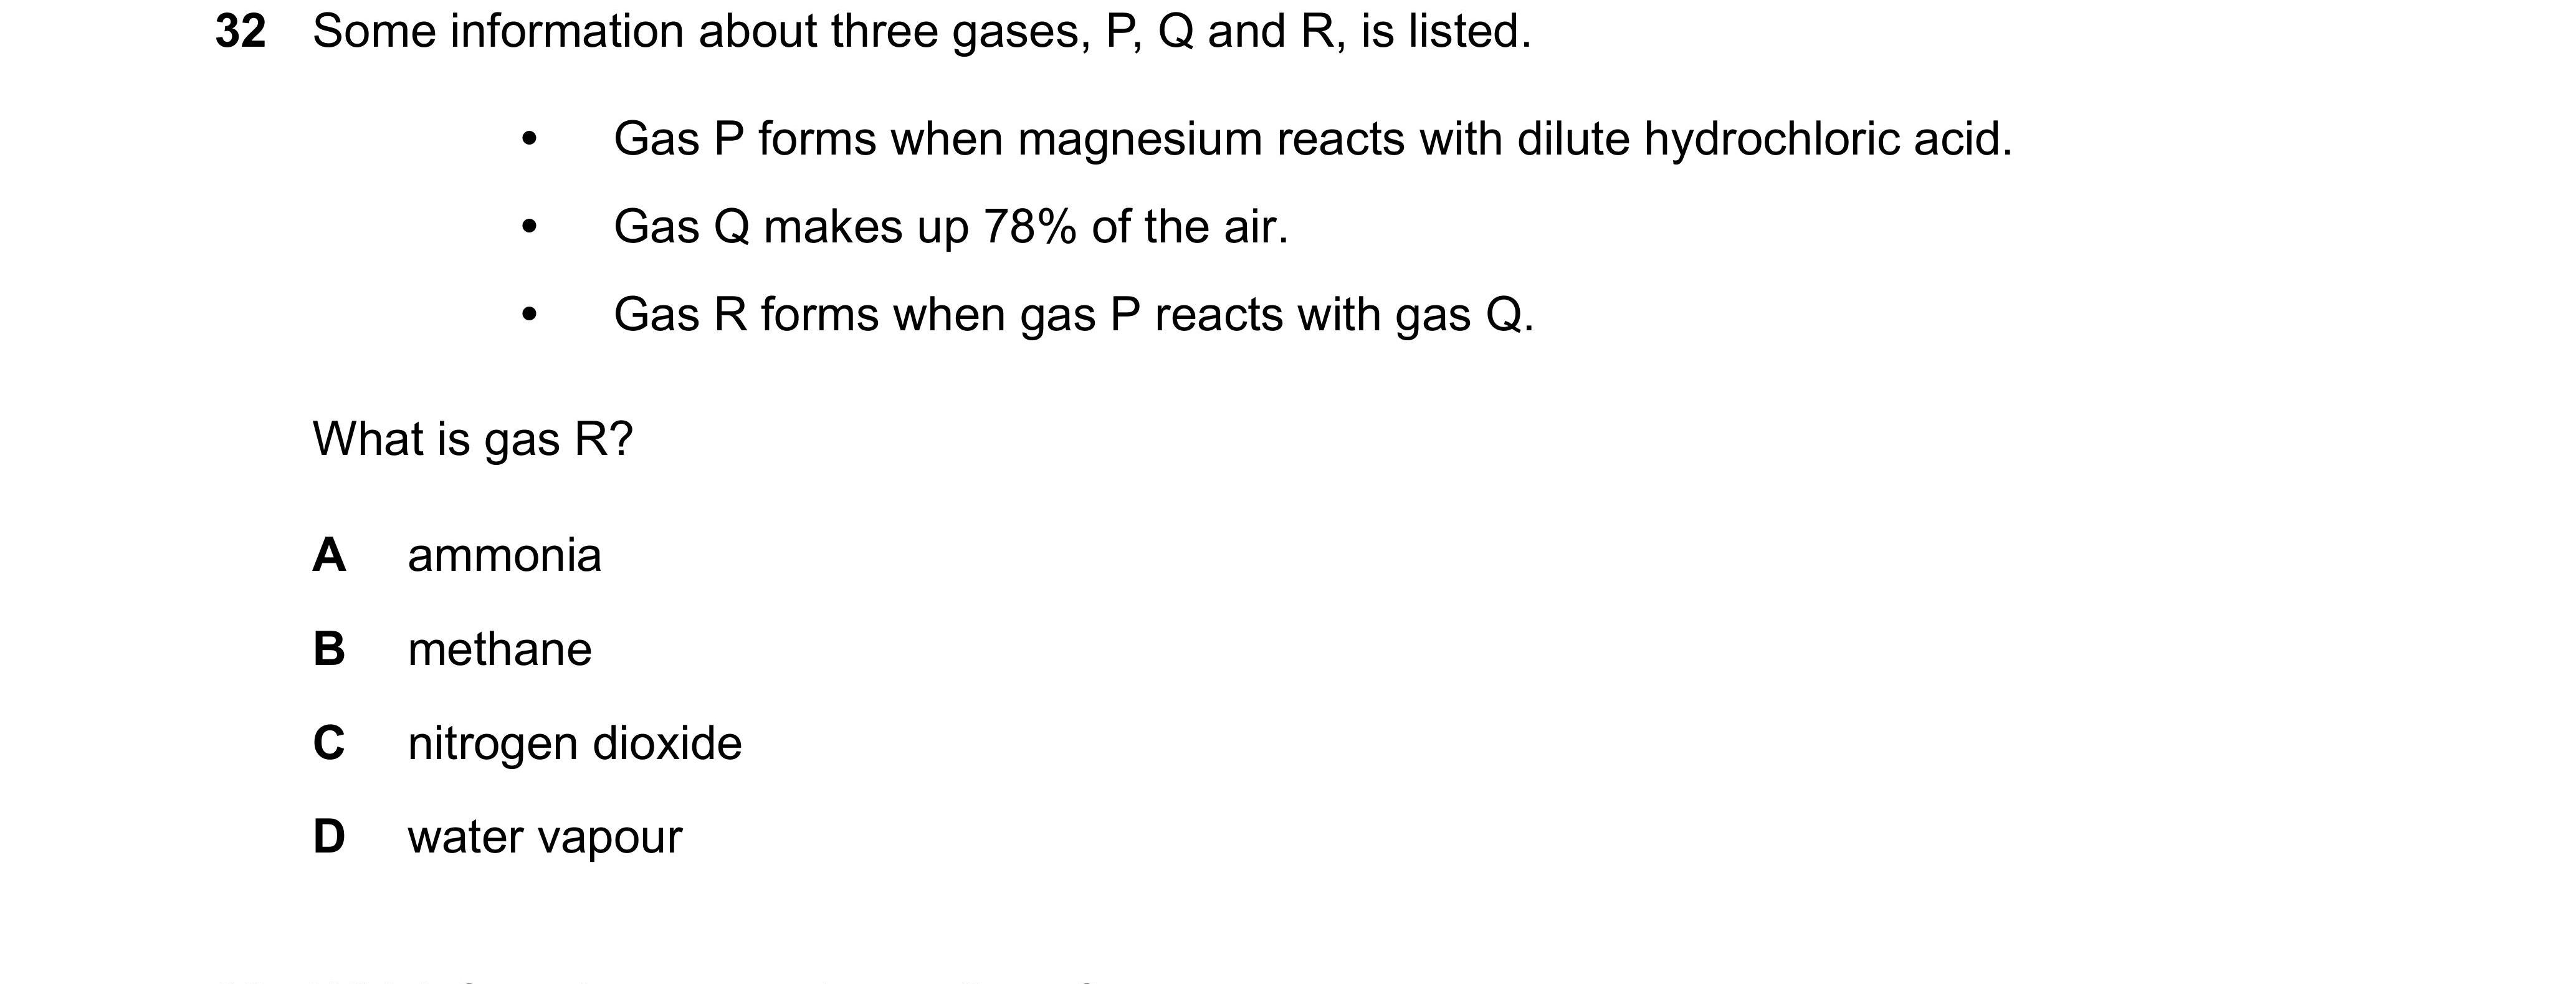 32 Some information about three gases, P, Q and R, is listed.
• Gas P forms when magnesium reacts with dilute hydrochloric acid.
• Gas Q makes up 78% of the air.
• Gas R forms when gas P reacts with gas Q.
What is gas R?
A ammonia
B methane
C nitrogen dioxide
D water vapour